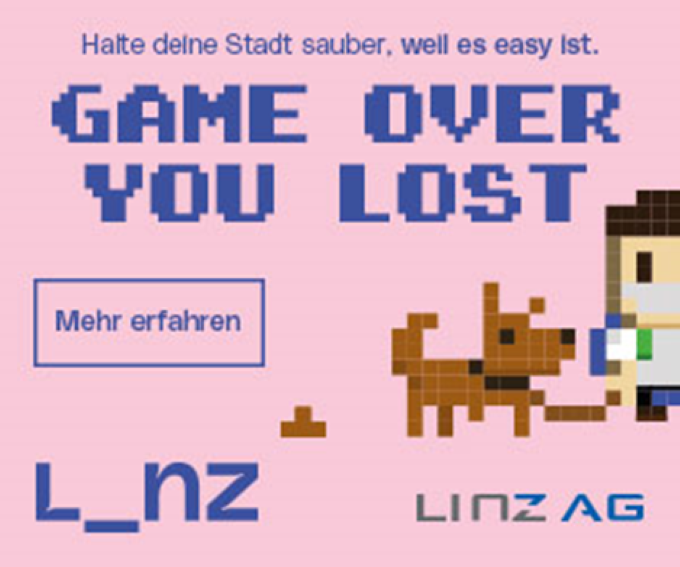 Halte deine Stadt sauber, weil es easy ist.
GAME OVER
YOU LOST
Mehr erfahren
L_nz
LINZ AG